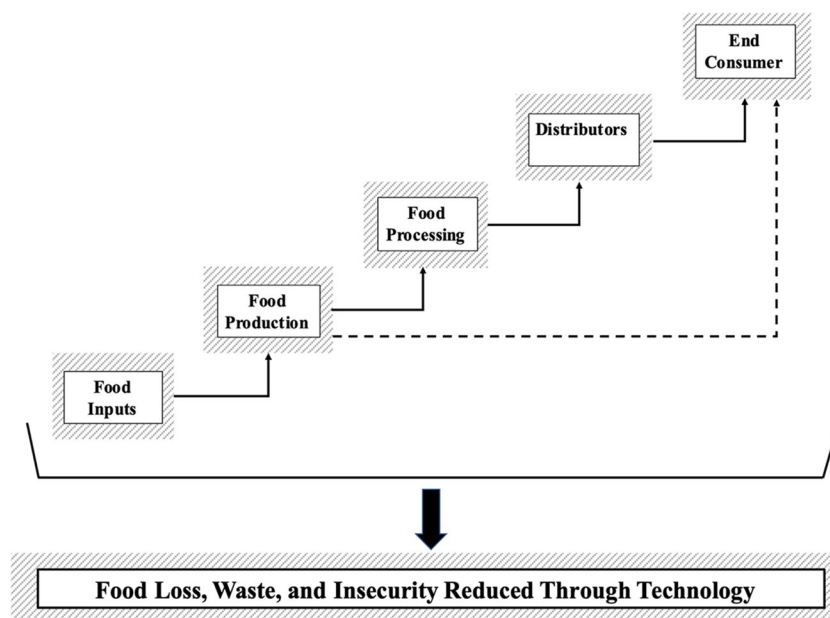 End
Consumer
Distributors
Food
Processing
Food
Production
Food
Inputs
Food Loss, Waste, and Insecurity Reduced Through Technology